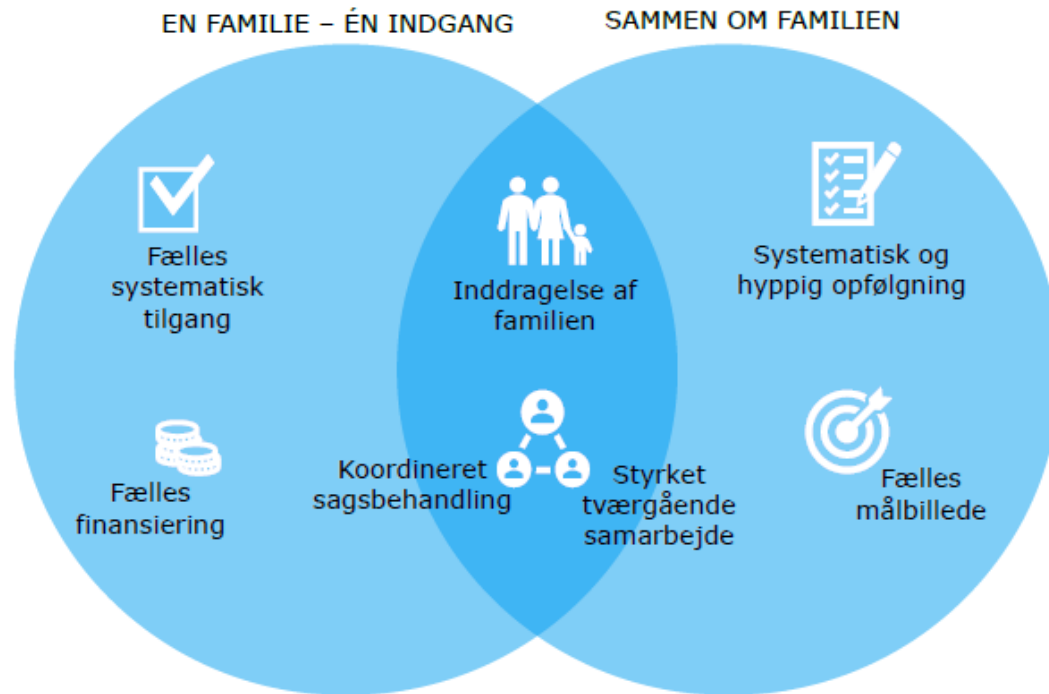 EN FAMILIE – ÉN INDGANG
SAMMEN OM FAMILIEN
Fælles
systematisk
tilgang
Inddragelse af
familien
Systematisk og
hyppig opfølgning
Fælles
finansiering
Koordineret
sagsbehandling
Styrket
tværgående
samarbejde
Fælles
målbillede